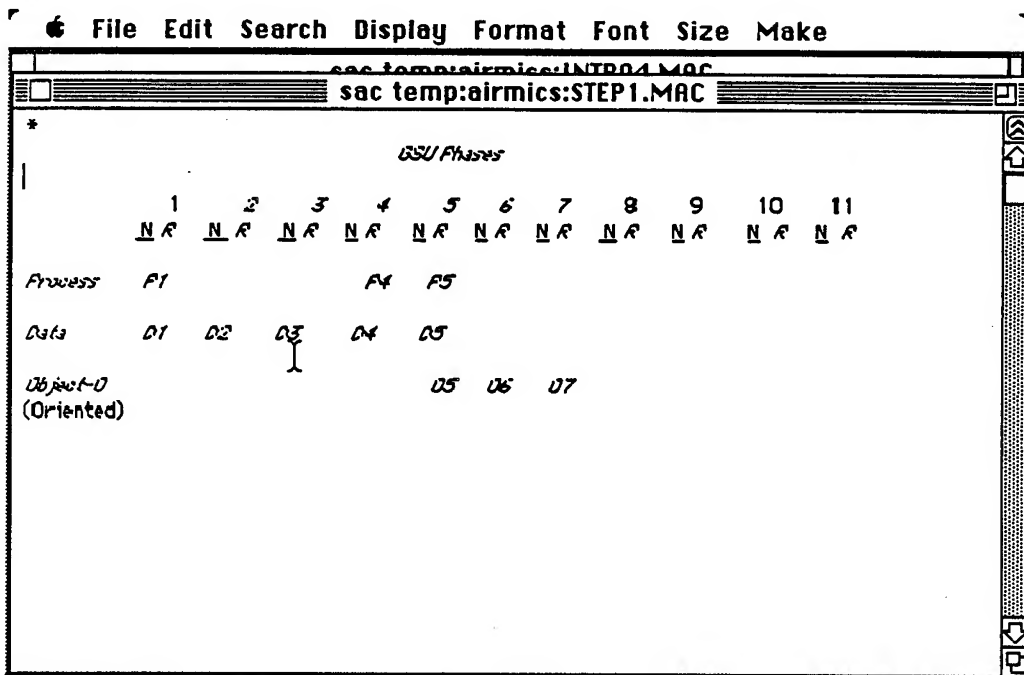 File Edit Search Display Format Font Size Make
sac temp:airmics:INTRO4.MAC
sac temp:airmics:STEP1.MAC
*
GSU Phases
1 2 3 4 5 6 7 8 9 10 11
N R N R N R N R N R N R N R N R N R N R N R
Process P1 P4 P5
Data D1 D2 D3 D4 D5
Object-O O5 O6 O7
(Oriented)